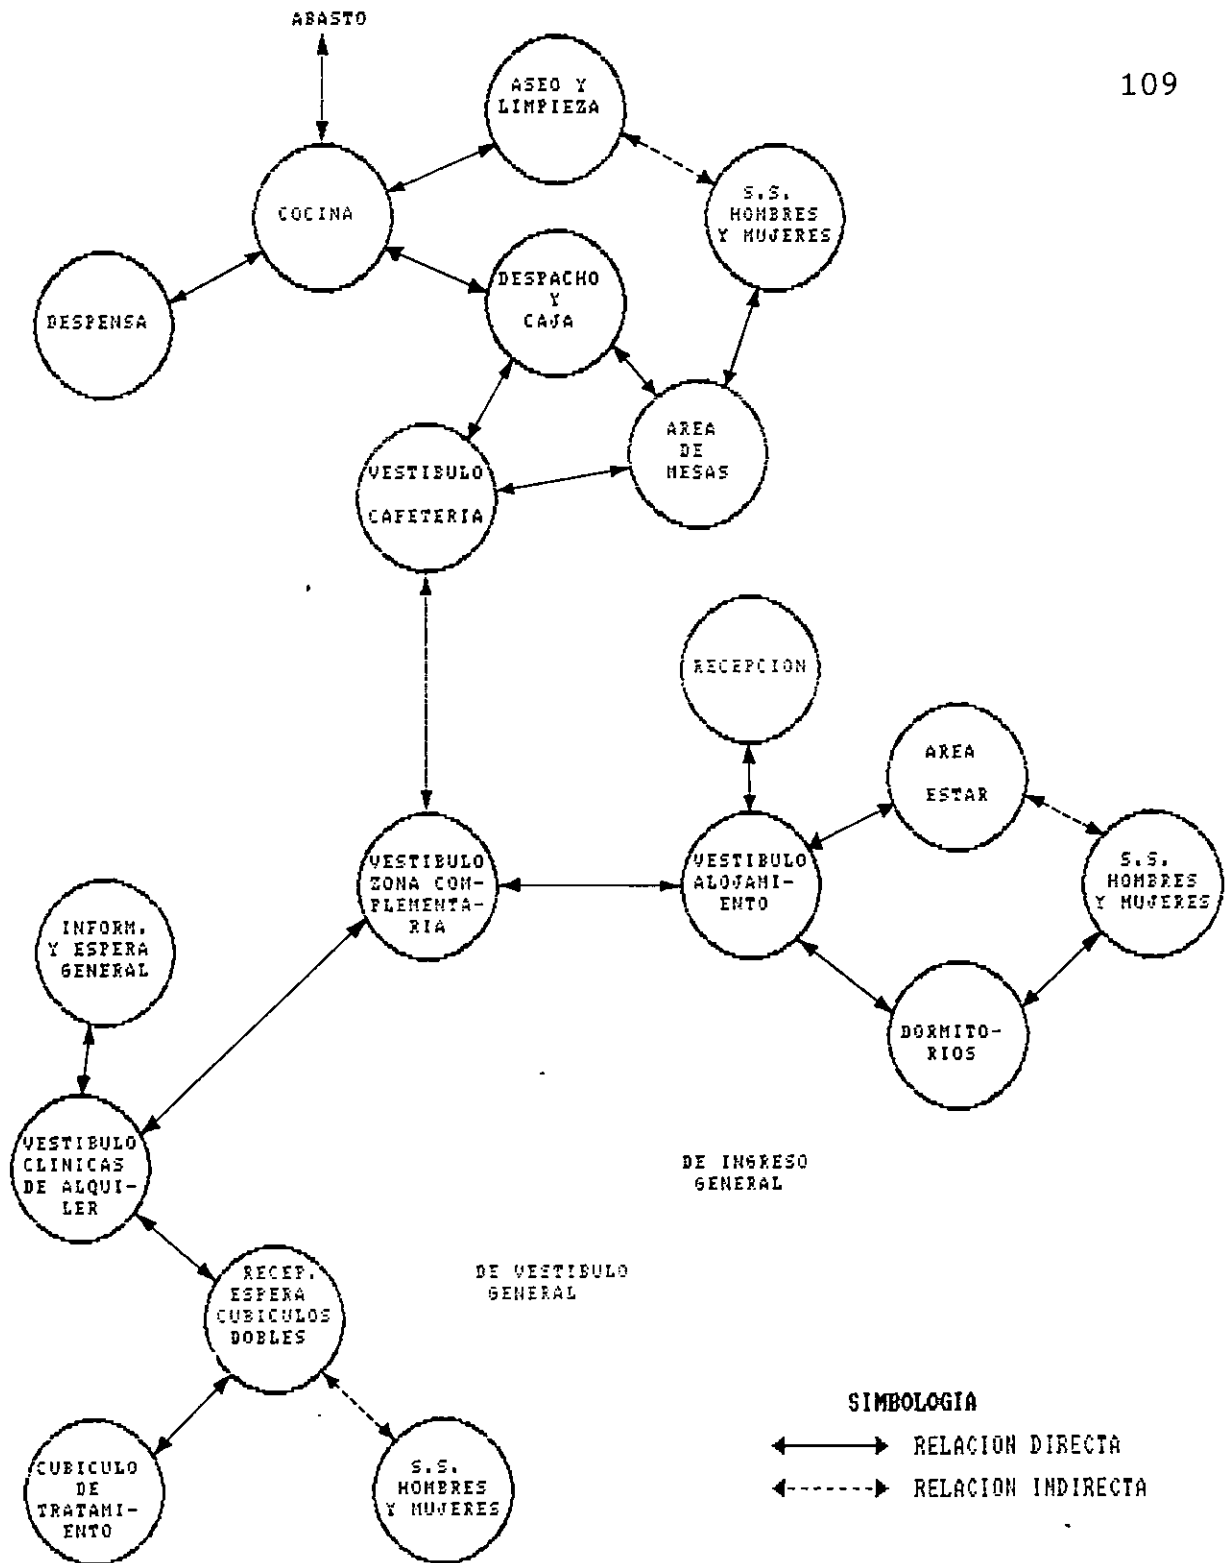 109
ABASTO
ASEO Y
LIMPIEZA
COCINA
S.S.
HOMBRES
Y MUJERES
DESPENSA
DESPACHO
Y
CAJA
AREA
DE
MESAS
VESTIBULO
CAFETERIA
RECEPCION
AREA
ESTAR
VESTIBULO
ZONA COM-
PLEMENTA-
RIA
VESTIBULO
ALOJAMI-
ENTO
S.S.
HOMBRES
Y MUJERES
INFORM.
Y ESPERA
GENERAL
DORMITO-
RIOS
VESTIBULO
CLINICAS
DE ALQUI-
LER
DE INGRESO
GENERAL
RECEP.
ESPERA
CUBICULOS
DOBLES
DE VESTIBULO
GENERAL
CUBICULO
DE
TRATAMI-
ENTO
S.S.
HOMBRES
Y MUJERES
SIMBOLOGIA
RELACION DIRECTA
RELACION INDIRECTA